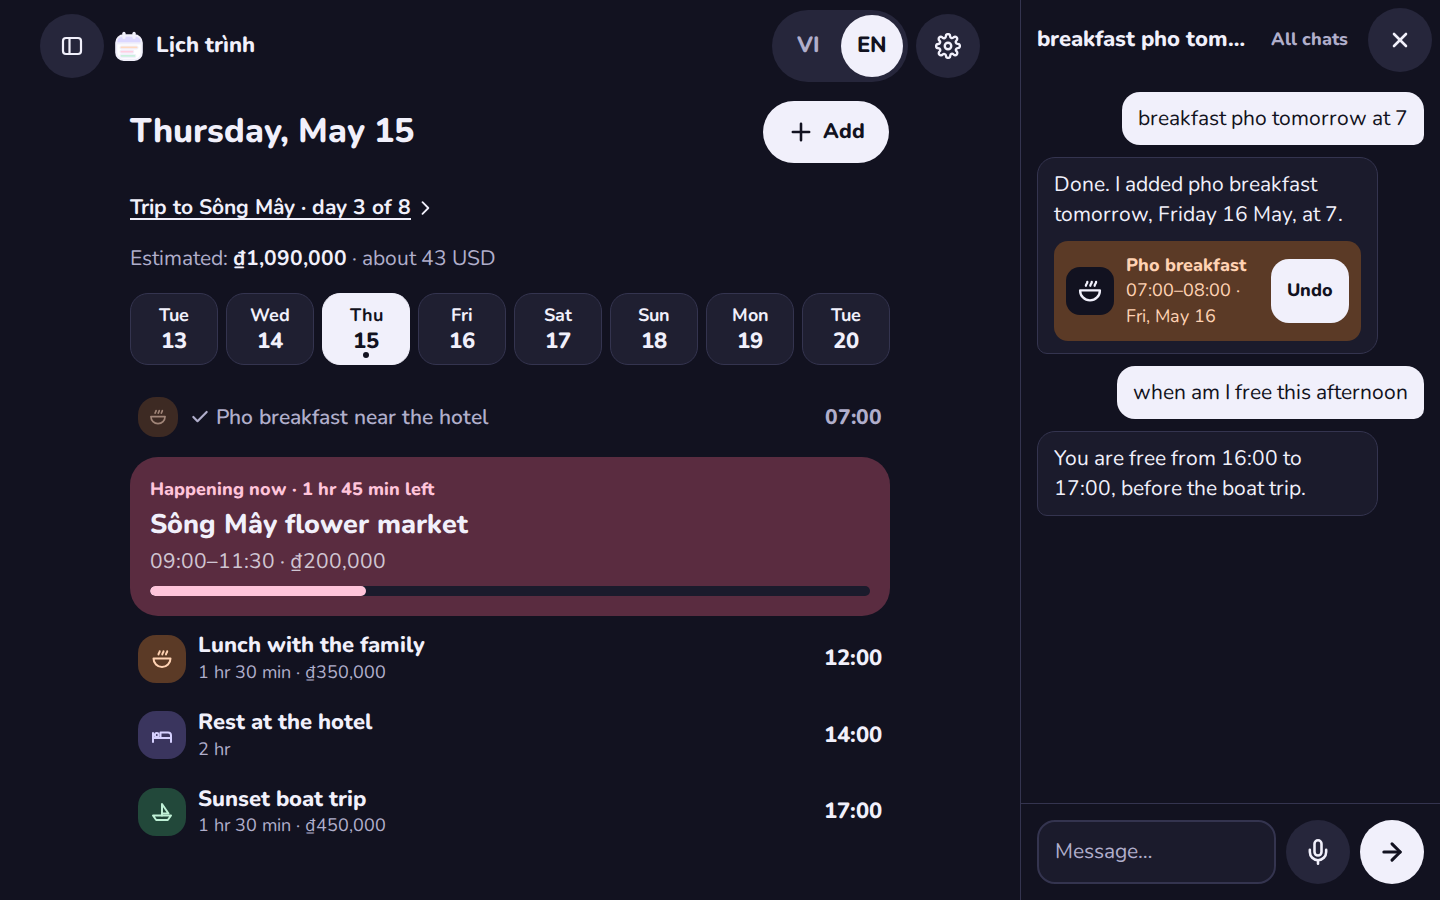 Lịch trình
VI
EN
Thursday, May 15
Add
Trip to Sông Mây · day 3 of 8
Estimated: ₫1,090,000 · about 43 USD
Tue
13
Wed
14
Thu
15
Fri
16
Sat
17
Sun
18
Mon
19
Tue
20
Pho breakfast near the hotel
07:00
Happening now · 1 hr 45 min left
Sông Mây flower market
09:00–11:30 · ₫200,000
Lunch with the family
1 hr 30 min · ₫350,000
12:00
Rest at the hotel
2 hr
14:00
Sunset boat trip
1 hr 30 min · ₫450,000
17:00
breakfast pho tom...
All chats
breakfast pho tomorrow at 7
Done. I added pho breakfast
tomorrow, Friday 16 May, at 7.
Pho breakfast
07:00–08:00 ·
Fri, May 16
Undo
when am I free this afternoon
You are free from 16:00 to
17:00, before the boat trip.
Message...